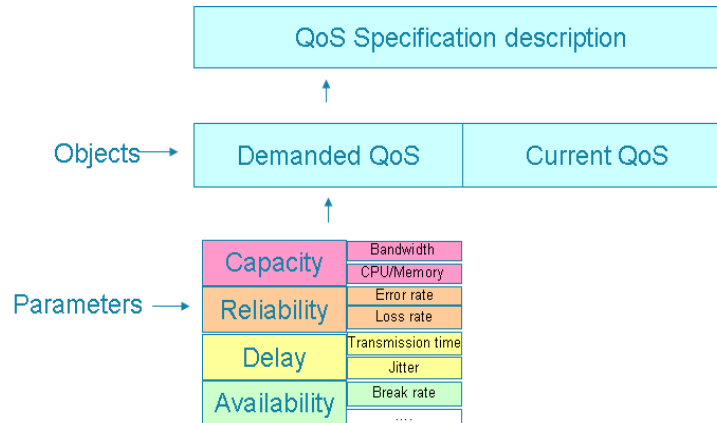 QoS Specification description
Objects
Demanded QoS
Current QoS
Parameters
Capacity
Bandwidth
CPU/Memory
Reliability
Error rate
Loss rate
Delay
Transmission time
Jitter
Availability
Break rate
....